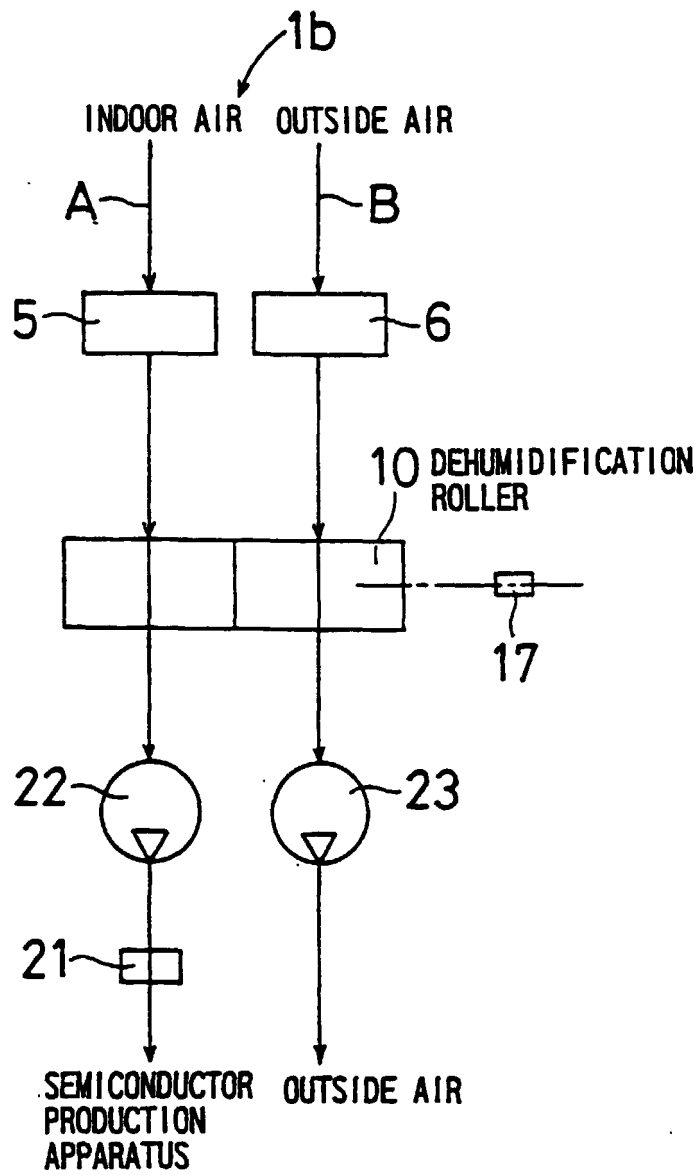 1b
INDOOR AIR OUTSIDE AIR
A B
5 6
10 DEHUMIDIFICATION
ROLLER
17
22 23
21
SEMICONDUCTOR
PRODUCTION
APPARATUS
OUTSIDE AIR